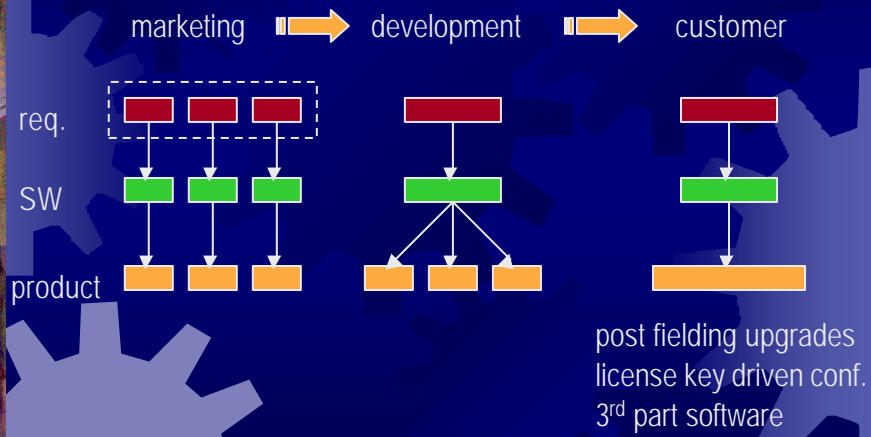 marketing development customer
req.
SW
product
post fielding upgrades
license key driven conf.
3rd part software